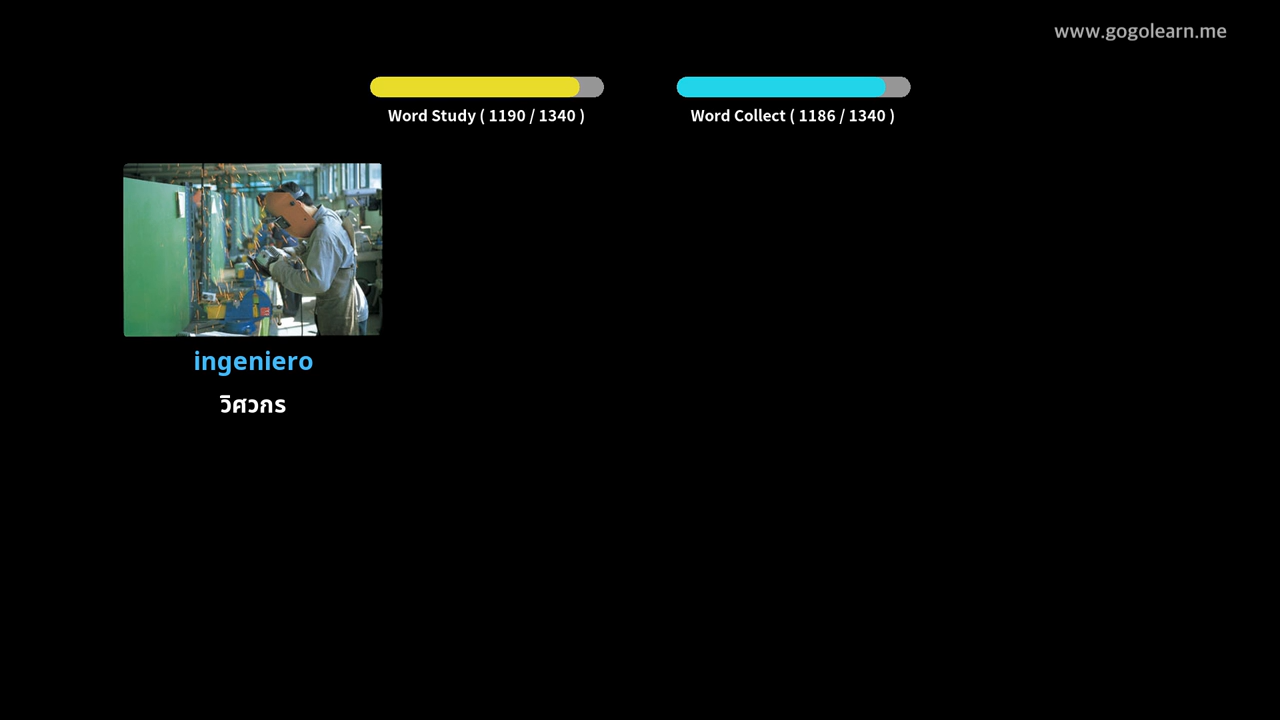 www.gogolearn.me
Word Study ( 1190 / 1340 )
Word Collect ( 1186 / 1340 )
ingeniero
วิศวกร